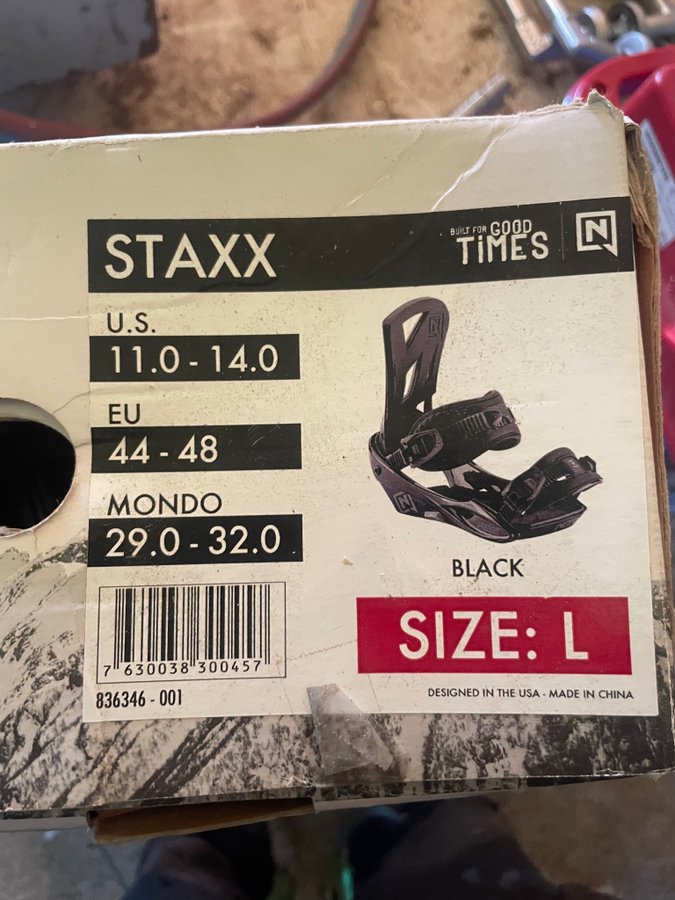 STAXX
BUILT FOR GOOD
TiMES
N
U.S.
11.0 - 14.0
EU
44 - 48
MONDO
29.0 - 32.0
BLACK
SIZE: L
7 630038 300457
836346 - 001
DESIGNED IN THE USA - MADE IN CHINA